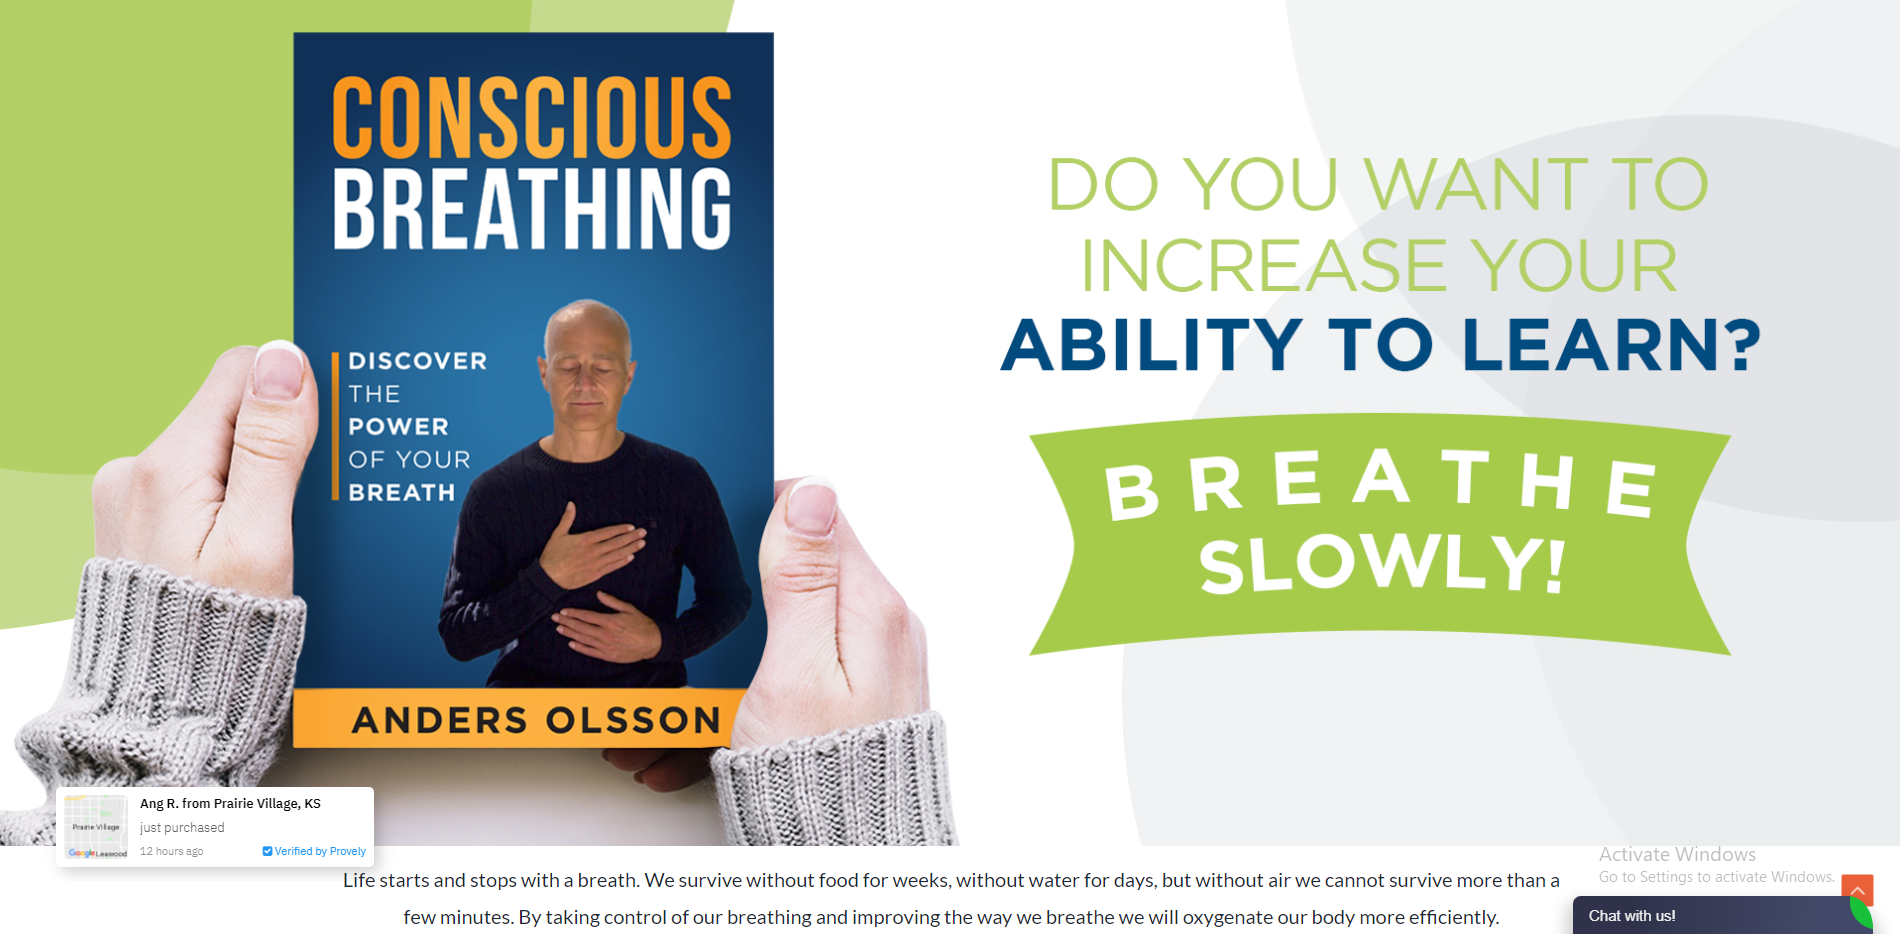 CONSCIOUS
BREATHING
DISCOVER
THE
POWER
OF YOUR
BREATH
ANDERS OLSSON
DO YOU WANT TO
INCREASE YOUR
ABILITY TO LEARN?
BREATHE
SLOWLY!
Prairie Village
Google Leawood
Ang R. from Prairie Village, KS
just purchased
12 hours ago
Verified by Provely
Life starts and stops with a breath. We survive without food for weeks, without water for days, but without air we cannot survive more than a
few minutes. By taking control of our breathing and improving the way we breathe we will oxygenate our body more efficiently.
Activate Windows
Go to Settings to activate Windows.
Chat with us!